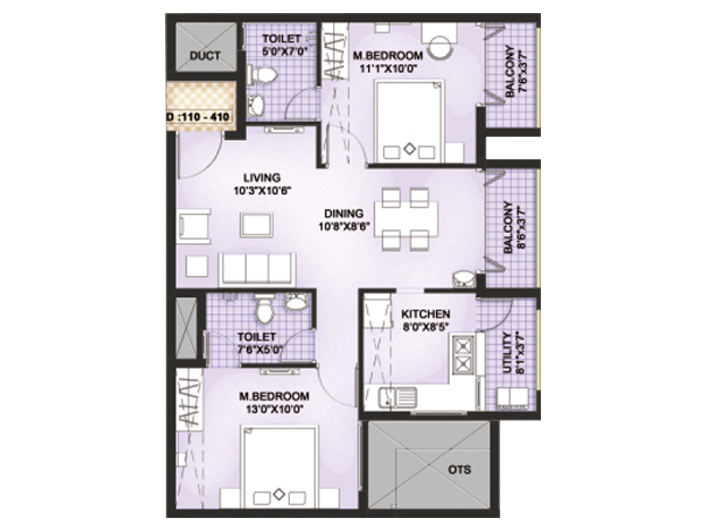 DUCT
TOILET
5'0"X7'0"
M.BEDROOM
11'1"X10'0"
BALCONY
7'6"x3'7"
D :110 - 410
LIVING
10'3"X10'6"
DINING
10'8"X8'6"
BALCONY
8'6"x3'7"
TOILET
7'6"X5'0"
KITCHEN
8'0"X8'5"
UTILITY
8'1"x3'7"
M.BEDROOM
13'0"X10'0"
OTS